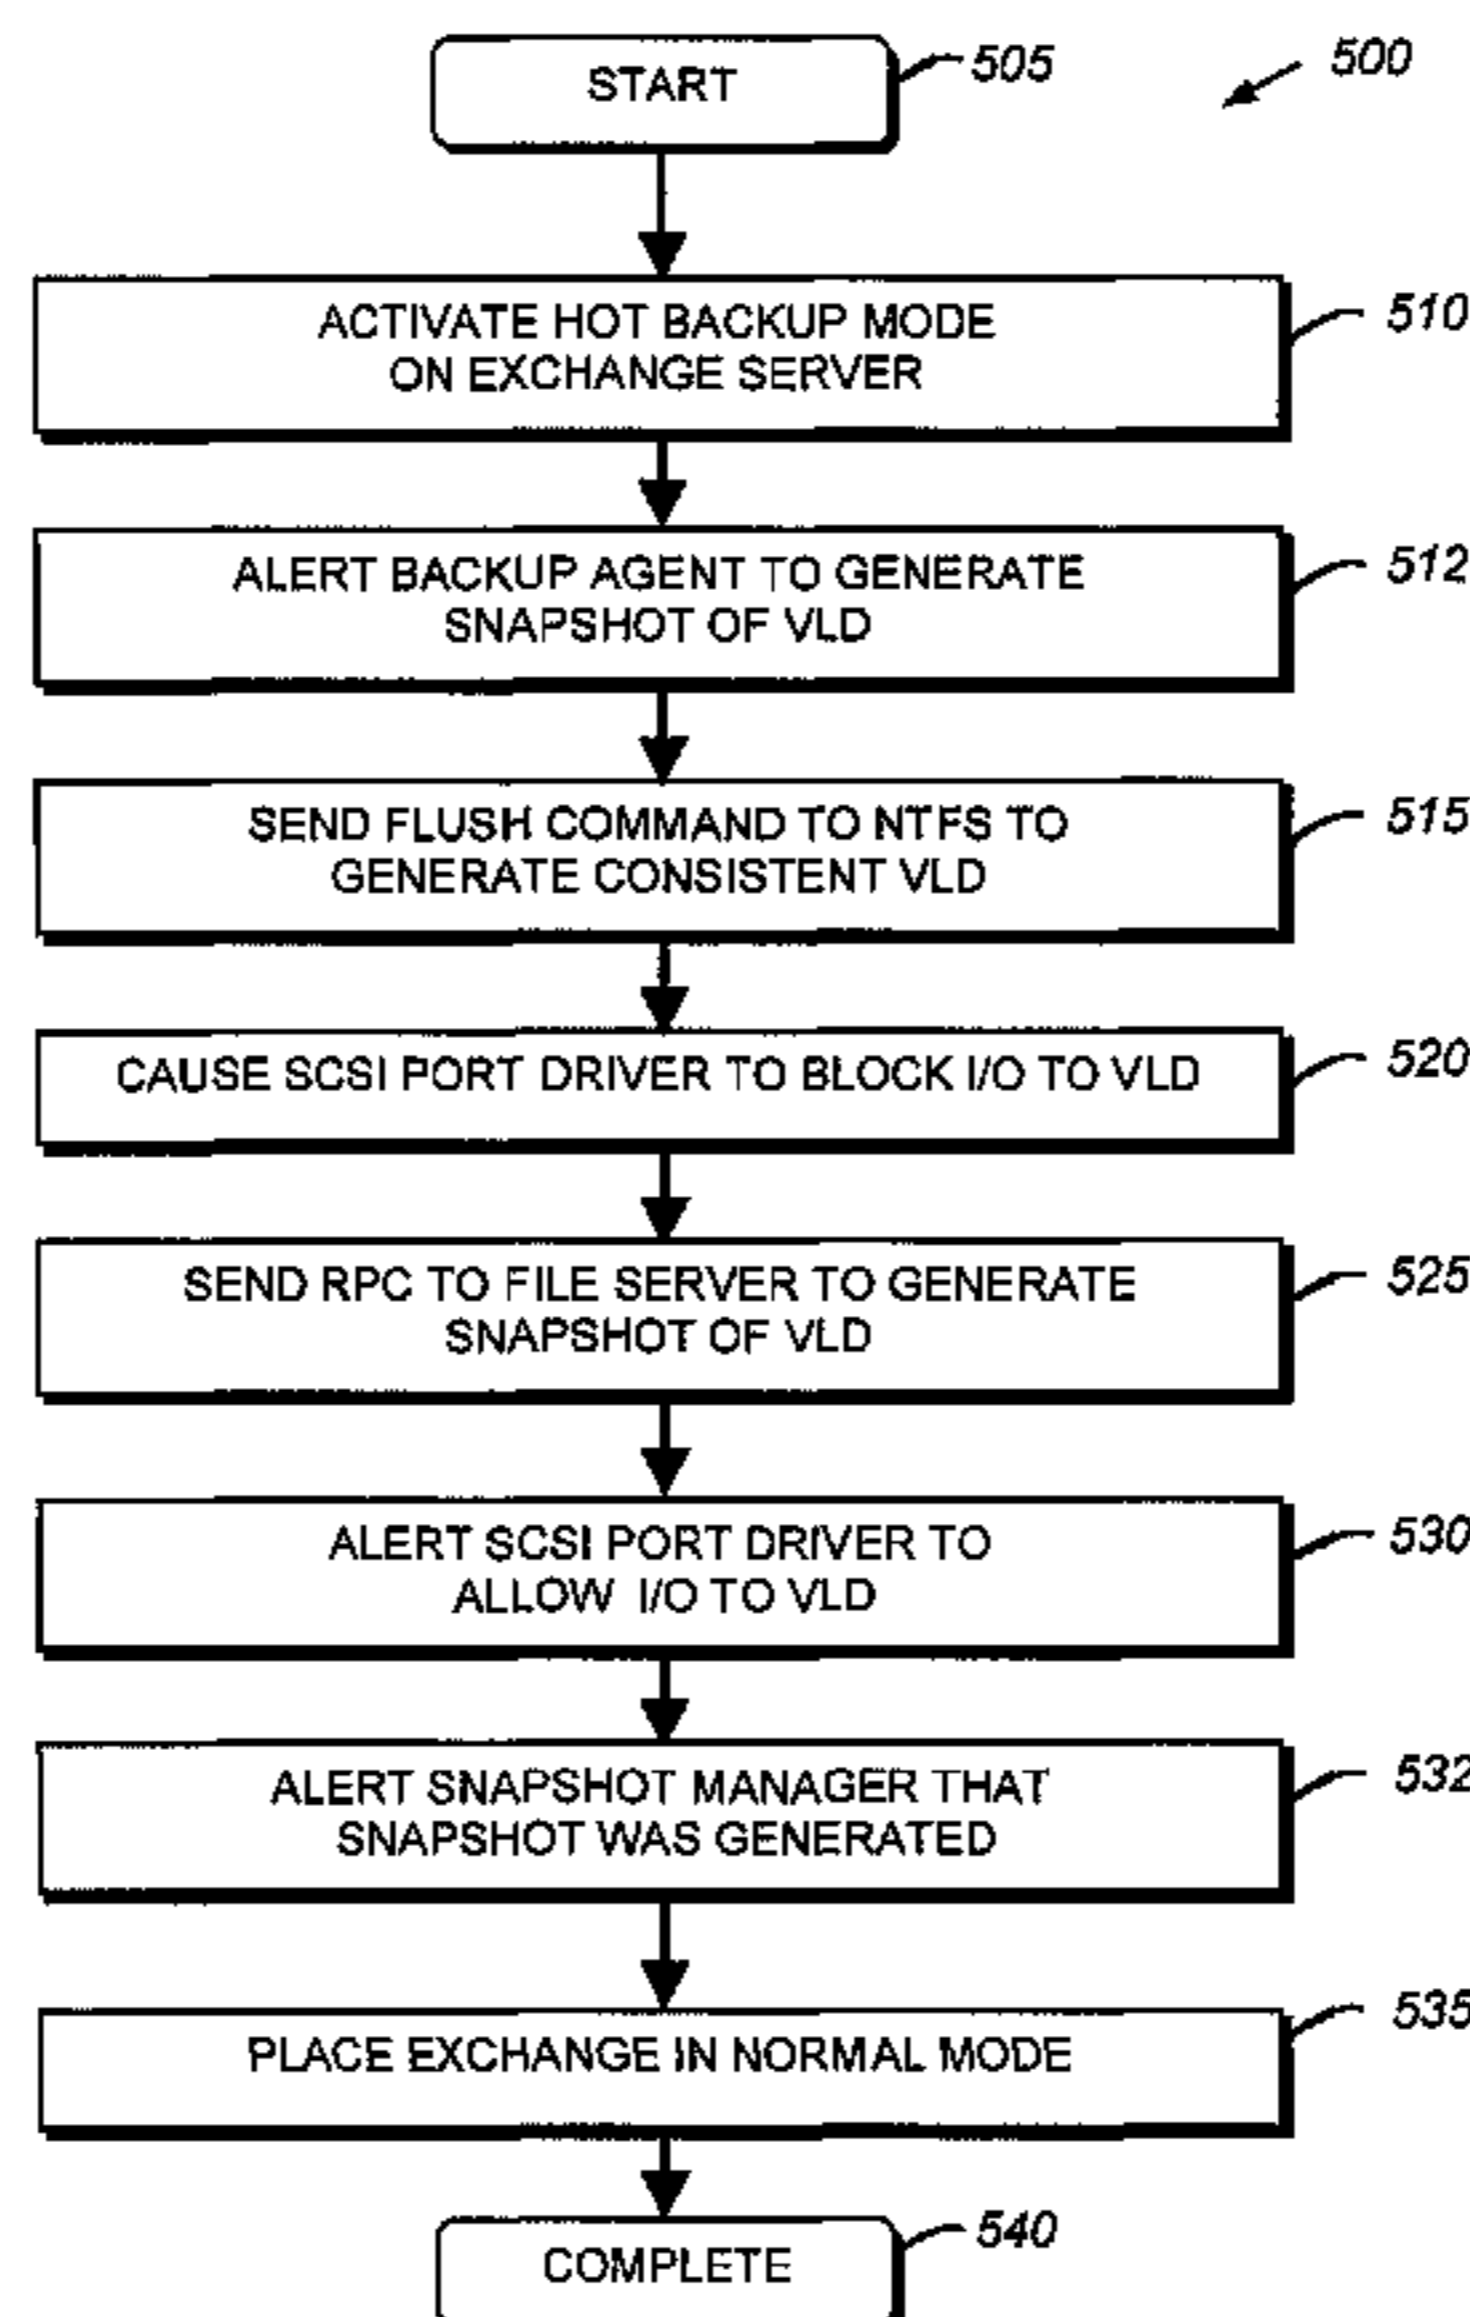 START
505
500
ACTIVATE HOT BACKUP MODE
ON EXCHANGE SERVER
510
ALERT BACKUP AGENT TO GENERATE
SNAPSHOT OF VLD
512
SEND FLUSH COMMAND TO NTFS TO
GENERATE CONSISTENT VLD
515
CAUSE SCSI PORT DRIVER TO BLOCK I/O TO VLD
520
SEND RPC TO FILE SERVER TO GENERATE
SNAPSHOT OF VLD
525
ALERT SCSI PORT DRIVER TO
ALLOW I/O TO VLD
530
ALERT SNAPSHOT MANAGER THAT
SNAPSHOT WAS GENERATED
532
PLACE EXCHANGE IN NORMAL MODE
535
COMPLETE
540